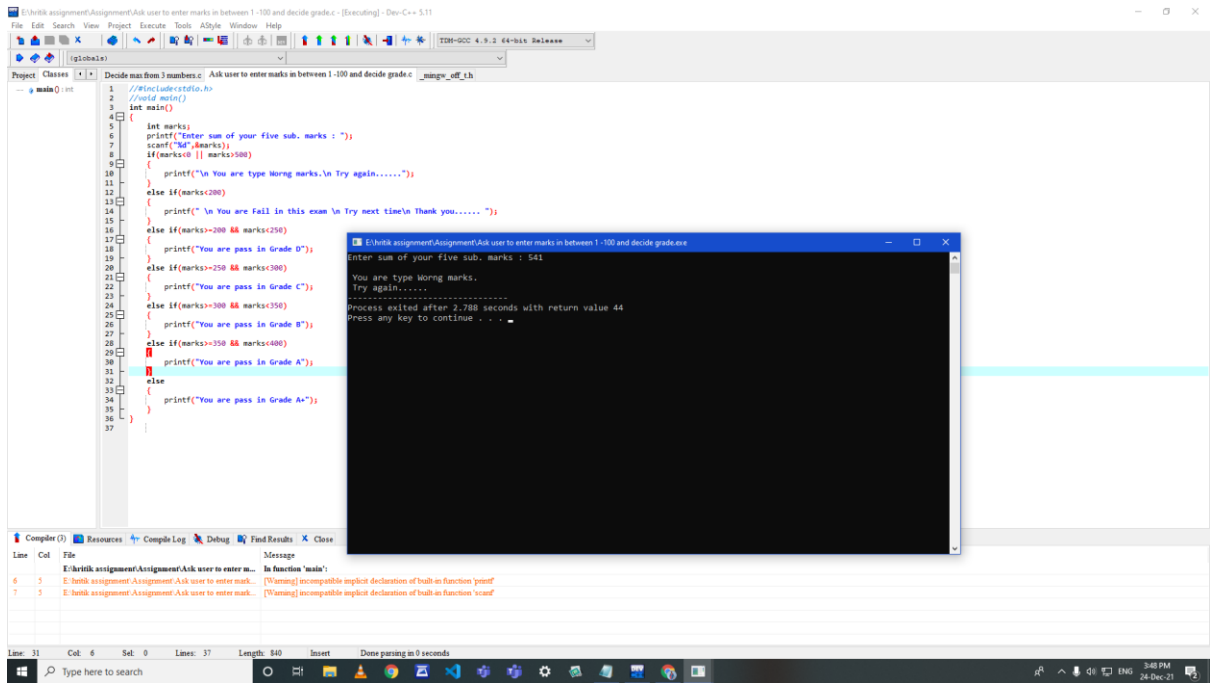 E:\hritik assignment\Assignment\Ask user to enter marks in between 1 -100 and decide grade.c - [Executing] - Dev-C++ 5.11
File Edit Search View Project Execute Tools AStyle Window Help
TDM-GCC 4.9.2 64-bit Release
(globals)
Project Classes Decide max from 3 numbers.c Ask user to enter marks in between 1 -100 and decide grade.c _mingw_off_t.h
main() : int
1 //#include<stdio.h>
2 //void main()
3 int main()
4 {
5 int marks;
6 printf("Enter sum of your five sub. marks : ");
7 scanf("%d",&marks);
8 if(marks<0 || marks>500)
9 {
10 printf("\n You are type Worng marks.\n Try again......");
11 }
12 else if(marks<200)
13 {
14 printf(" \n You are Fail in this exam \n Try next time\n Thank you...... ");
15 }
16 else if(marks>=200 && marks<250)
17 {
18 printf("You are pass in Grade D");
19 }
20 else if(marks>=250 && marks<300)
21 {
22 printf("You are pass in Grade C");
23 }
24 else if(marks>=300 && marks<350)
25 {
26 printf("You are pass in Grade B");
27 }
28 else if(marks>=350 && marks<400)
29 {
30 printf("You are pass in Grade A");
31 }
32 else
33 {
34 printf("You are pass in Grade A+");
35 }
36 }
37
E:\hritik assignment\Assignment\Ask user to enter marks in between 1 -100 and decide grade.exe
Enter sum of your five sub. marks : 541
You are type Worng marks.
Try again......
--------------------------------
Process exited after 2.788 seconds with return value 44
Press any key to continue . . .
Compiler (3) Resources Compile Log Debug Find Results Close
Line Col File Message
E:\hritik assignment\Assignment\Ask user to enter m... In function 'main':
6 5 E:\hritik assignment\Assignment\Ask user to enter mark... [Warning] incompatible implicit declaration of built-in function 'printf'
7 5 E:\hritik assignment\Assignment\Ask user to enter mark... [Warning] incompatible implicit declaration of built-in function 'scanf'
Line: 31 Col: 6 Sel: 0 Lines: 37 Length: 840 Insert Done parsing in 0 seconds
Type here to search
ENG
3:48 PM
24-Dec-21